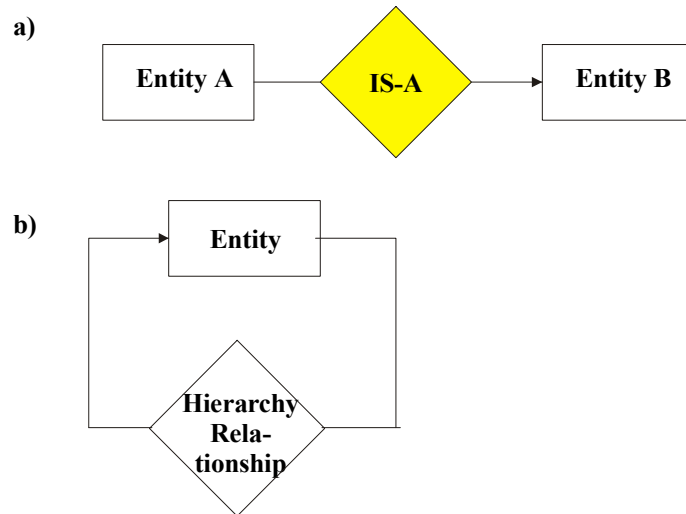 a)
Entity A
IS-A
Entity B
b)
Entity
Hierarchy
Rela-
tionship